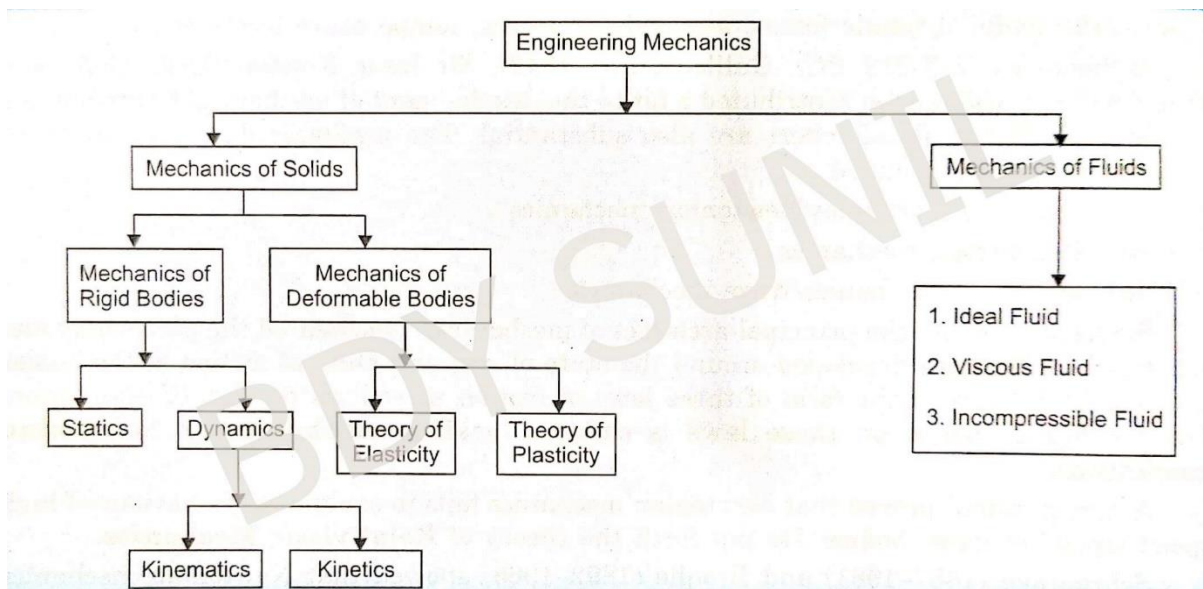 Engineering Mechanics
Mechanics of Solids
Mechanics of Fluids
Mechanics of
Rigid Bodies
Mechanics of
Deformable Bodies
1. Ideal Fluid
2. Viscous Fluid
3. Incompressible Fluid
Statics
Dynamics
Theory of
Elasticity
Theory of
Plasticity
Kinematics
Kinetics
BDY SUNIL